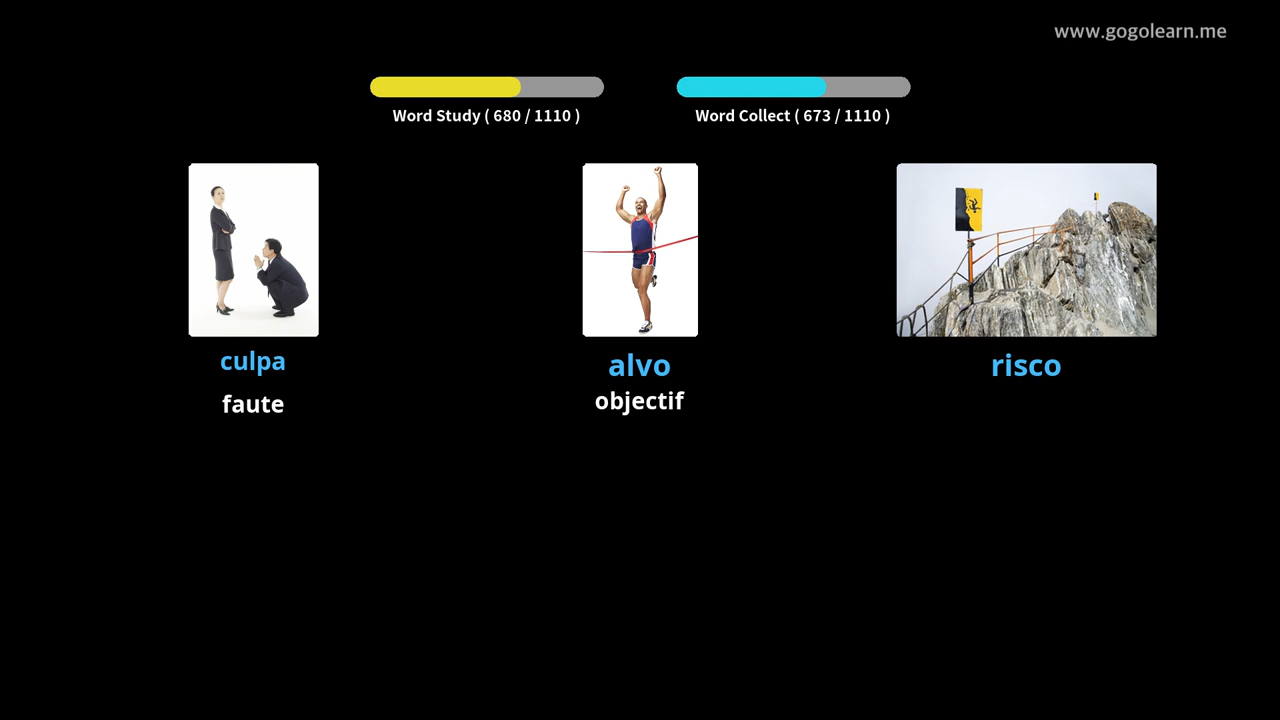 www.gogolearn.me
Word Study ( 680 / 1110 )
Word Collect ( 673 / 1110 )
culpa
alvo
risco
faute
objectif